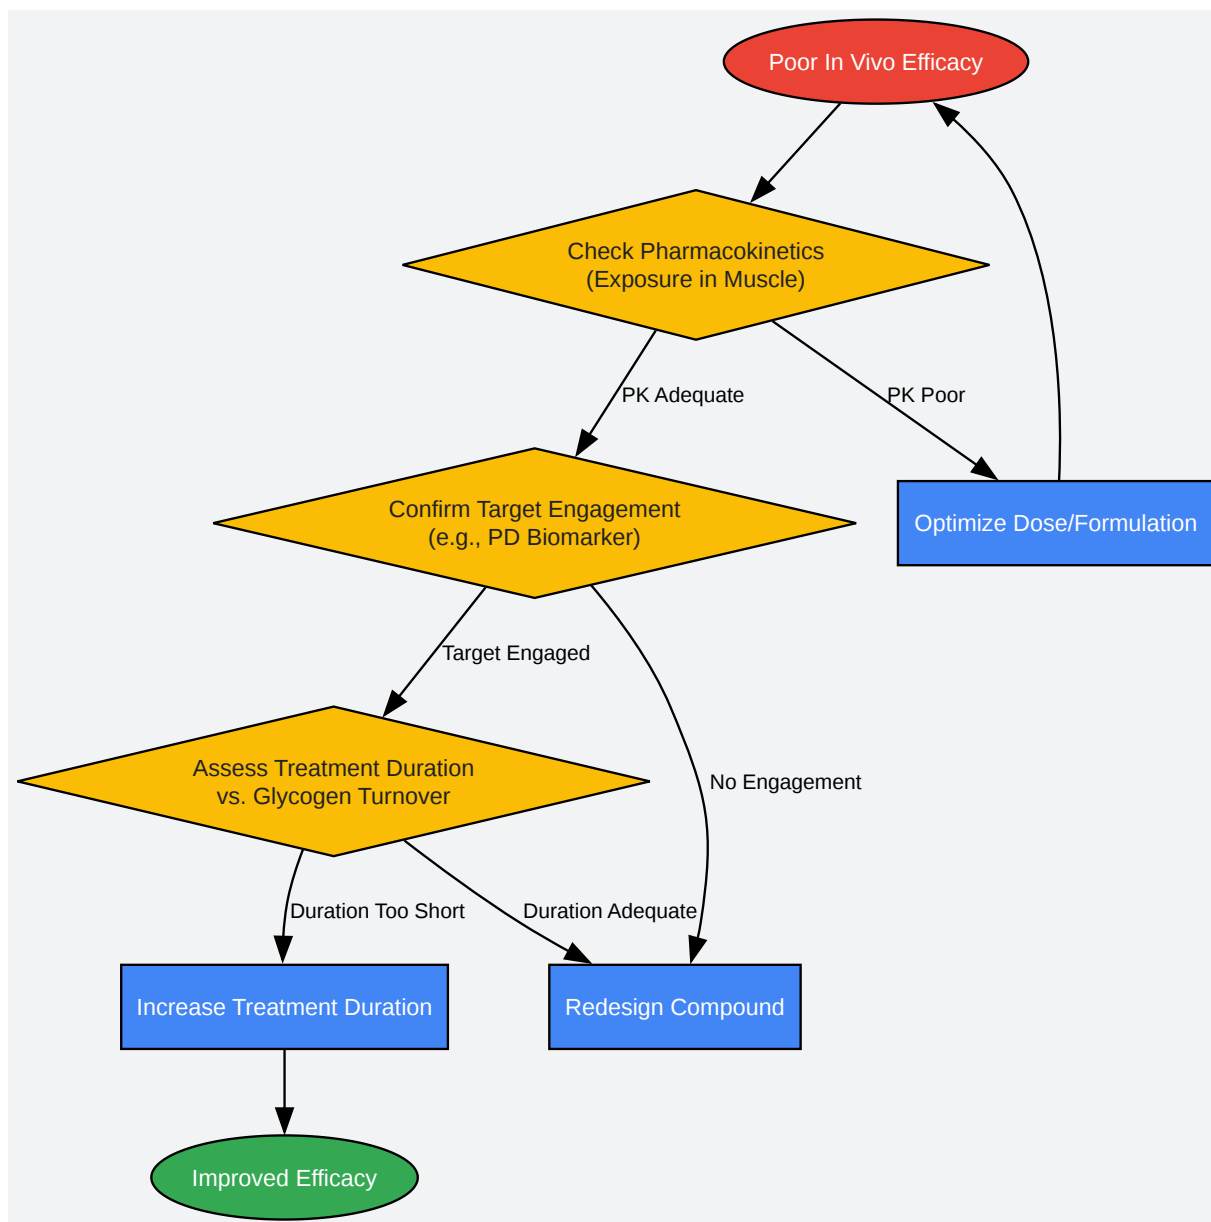 Poor In Vivo Efficacy
Check Pharmacokinetics
(Exposure in Muscle)
PK Adequate
PK Poor
Confirm Target Engagement
(e.g., PD Biomarker)
Optimize Dose/Formulation
Target Engaged
Assess Treatment Duration
vs. Glycogen Turnover
No Engagement
Duration Too Short
Duration Adequate
Increase Treatment Duration
Redesign Compound
Improved Efficacy